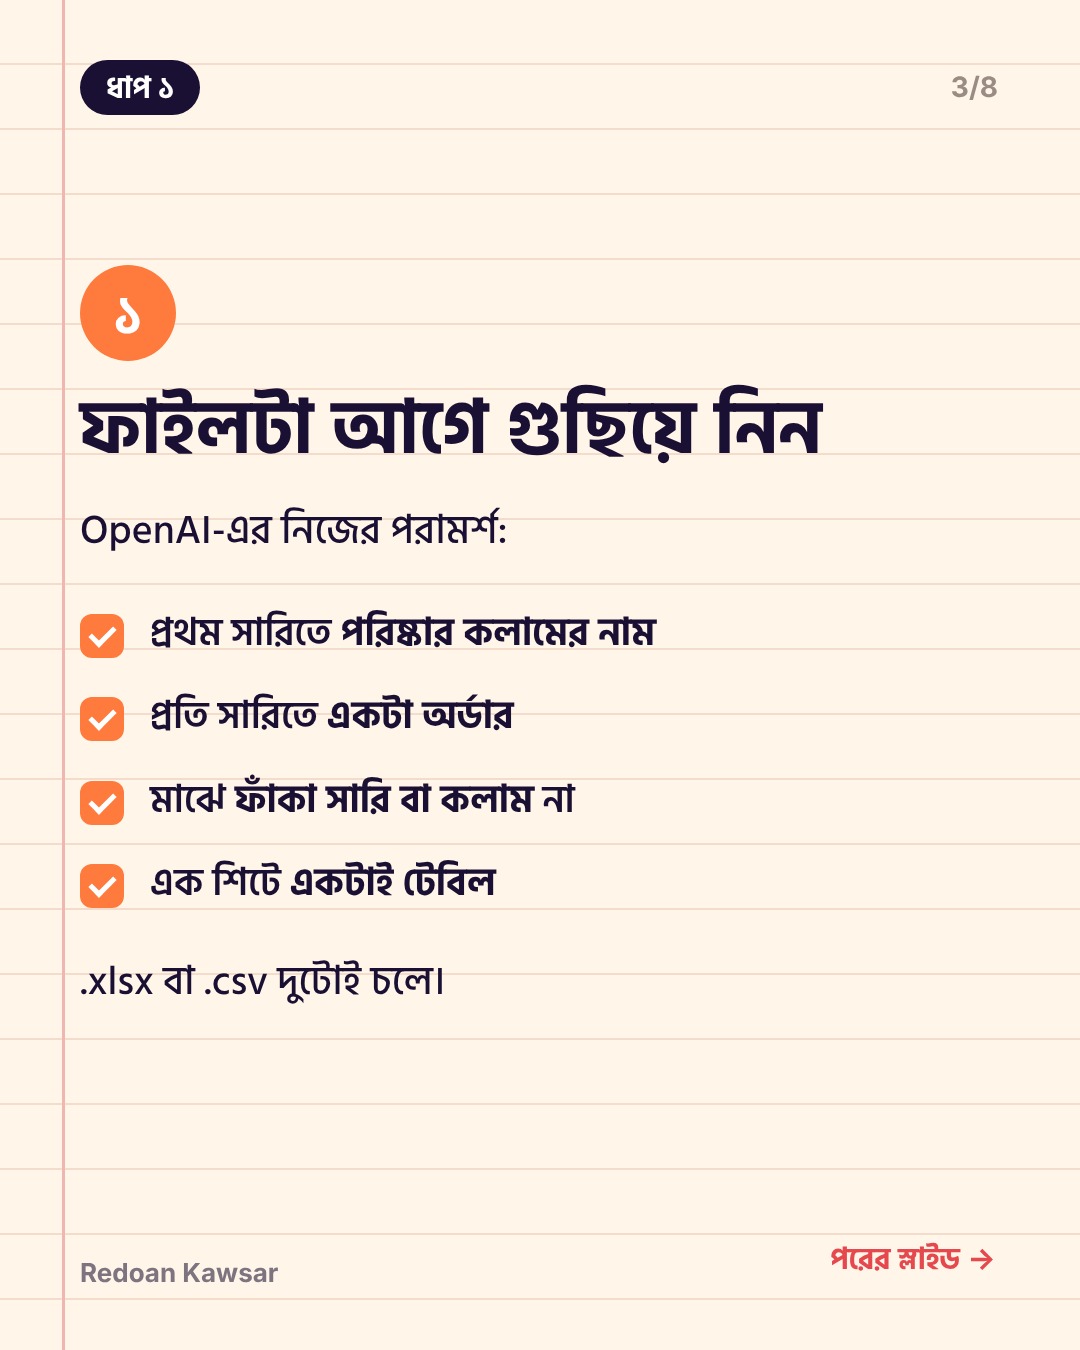 ধাপ ১
3/8
১
ফাইলটা আগে গুছিয়ে নিন
OpenAI-এর নিজের পরামর্শ:
প্রথম সারিতে পরিষ্কার কলামের নাম
প্রতি সারিতে একটা অর্ডার
মাঝে ফাঁকা সারি বা কলাম না
এক শিটে একটাই টেবিল
.xlsx বা .csv দুটোই চলে।
Redoan Kawsar
পরের স্লাইড →